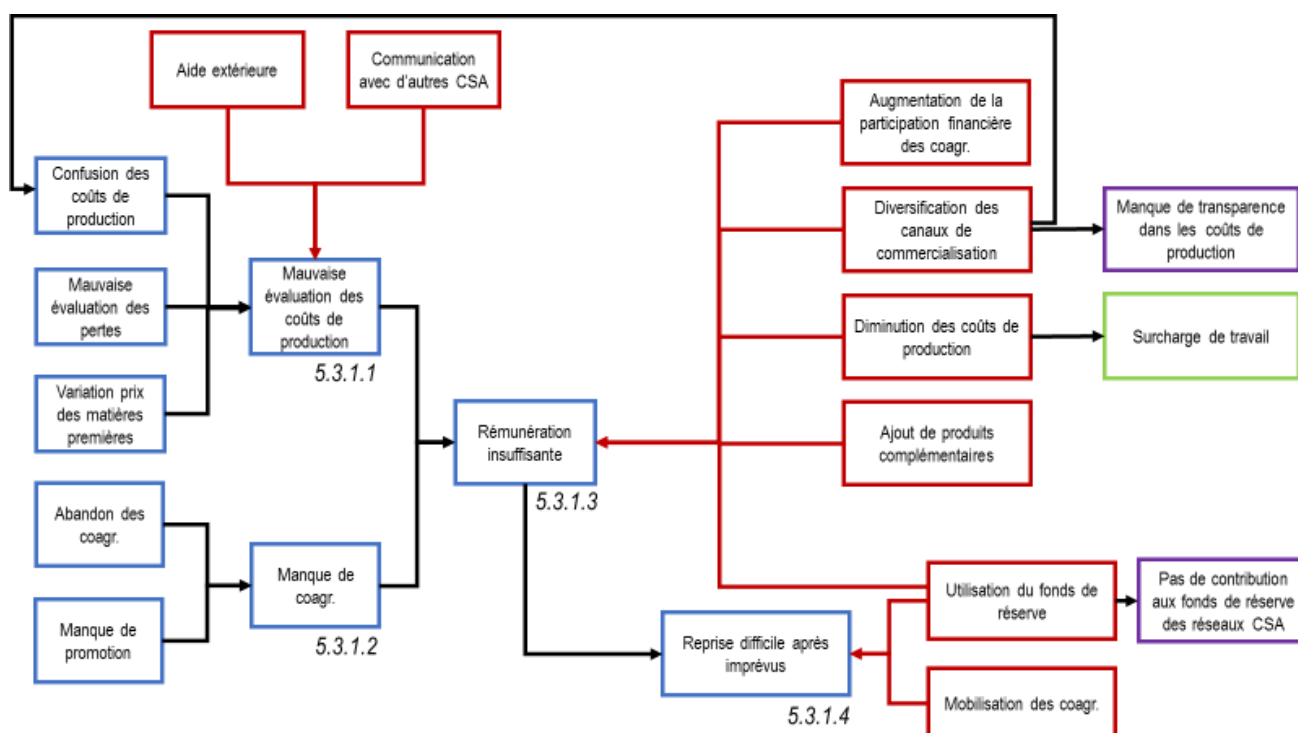 Aide extérieure
Communication
avec d'autres CSA
Augmentation de la
participation financière
des coagr.
Confusion des
coûts de
production
Diversification des
canaux de
commercialisation
Manque de transparence
dans les coûts de
production
Mauvaise
évaluation des
pertes
Mauvaise
évaluation des
coûts de
production
5.3.1.1
Diminution des coûts de
production
Surcharge de travail
Variation prix
des matières
premières
Rémunération
insuffisante
5.3.1.3
Ajout de produits
complémentaires
Abandon des
coagr.
Manque de
coagr.
5.3.1.2
Manque de
promotion
Utilisation du fonds de
réserve
Pas de contribution
aux fonds de réserve
des réseaux CSA
Reprise difficile après
imprévus
5.3.1.4
Mobilisation des coagr.